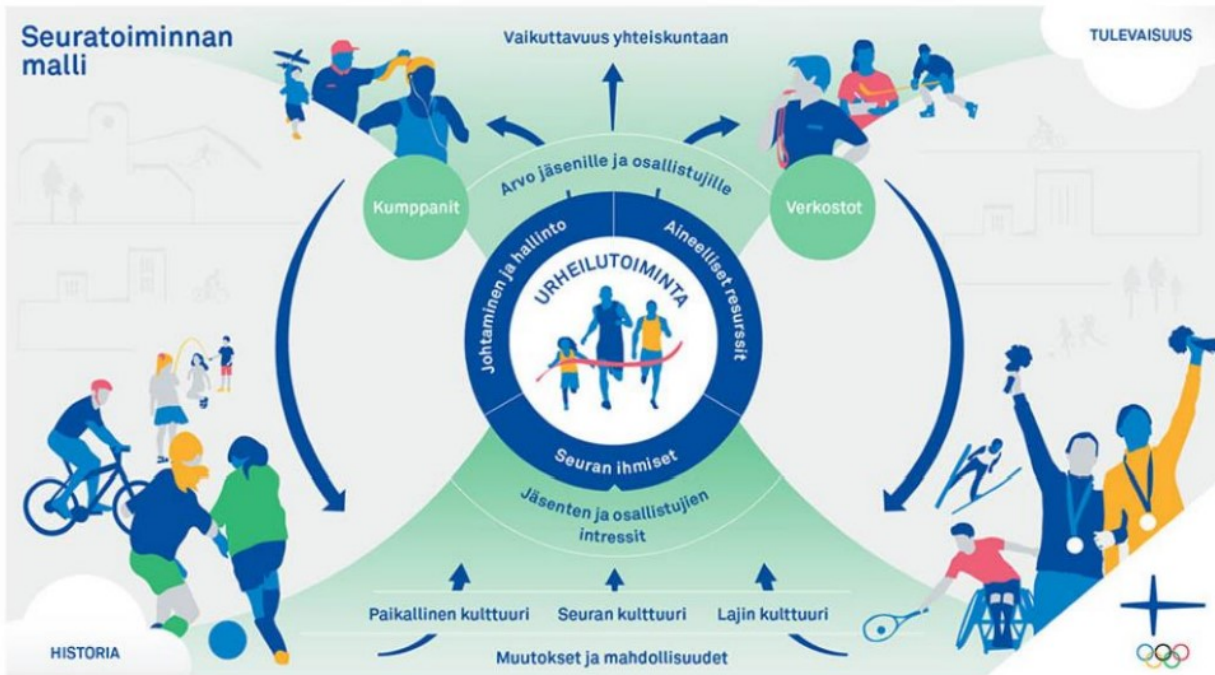 Seuratoiminnan
malli
Vaikuttavuus yhteiskuntaan
TULEVAISUUS
Arvo jäsenille ja osallistujille
Kumppanit
Verkostot
Johtaminen ja hallinto
Aineelliset resurssit
URHEILUTOIMINTA
Seuran ihmiset
Jäsenten ja osallistujien
intressit
Paikallinen kulttuuri
Seuran kulttuuri
Lajin kulttuuri
HISTORIA
Muutokset ja mahdollisuudet